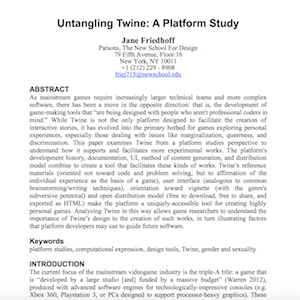 Untangling Twine: A Platform Study
Jane Friedhoff
Parsons, The New School For Design
79 Fifth Avenue, Floor 16
New York, NY 10011
+1 (212) 229 - 8908
friej715@newschool.edu
ABSTRACT
As mainstream games require increasingly larger technical teams and more complex
software, there has been a move in the opposite direction: that is, the development of
game-making tools that “are being designed with people who aren't professional coders in
mind.” While Twine is not the only platform designed to facilitate the creation of
interactive stories, it has evolved into the primary hotbed for games exploring personal
experiences, especially those dealing with issues like marginalization, queerness, and
discrimination. This paper examines Twine from a platform studies perspective to
understand how it supports and facilitates more experimental works. The platform's
development history, documentation, UI, method of content generation, and distribution
model combine to create a tool that facilitates these kinds of works. Twine's reference
materials (oriented not toward code and problem solving, but to affirmation of the
individual experience as the basis of a game), user interface (analogous to common
brainstorming/writing techniques), orientation toward vignette (with the genre's
subversive potential) and open distribution model (free to download, free to share, and
exported as HTML) make the platform a uniquely-accessible tool for creating highly
personal games. Analyzing Twine in this way allows researchers to understand the
importance of Twine's design to the creation of such works, in turn illustrating factors
that platform developers may use to guide future software.
Keywords
platform studies, computational expression, design tools, Twine, gender and sexuality
INTRODUCTION
The current focus of the mainstream videogame industry is the triple-A title: a game that
is “developed by a large studio [and] funded by a massive budget” (Warren 2012),
produced with advanced software engines for technologically-impressive consoles (e.g.
Xbox 360, Playstation 3, or PCs designed to support processor-intensive games). These